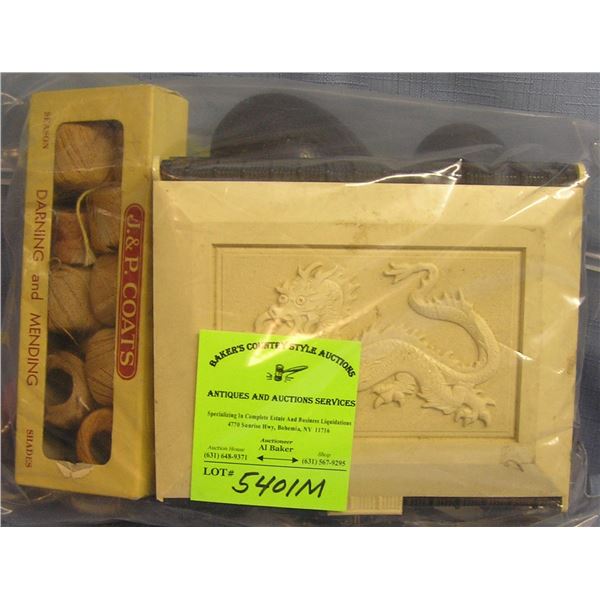 SEASON
SHADES
J.&P. COATS
DARNING and MENDING
BAKER'S COUNTRY STYLE AUCTIONS
ANTIQUES AND AUCTIONS SERVICES
Specializing In Complete Estate And Business Liquidations
4770 Sunrise Hwy, Bohemia, NY 11716
Auctioneer
Auction House Al Baker Shop
(631) 648-9371 (631) 567-9295
LOT# 5401M